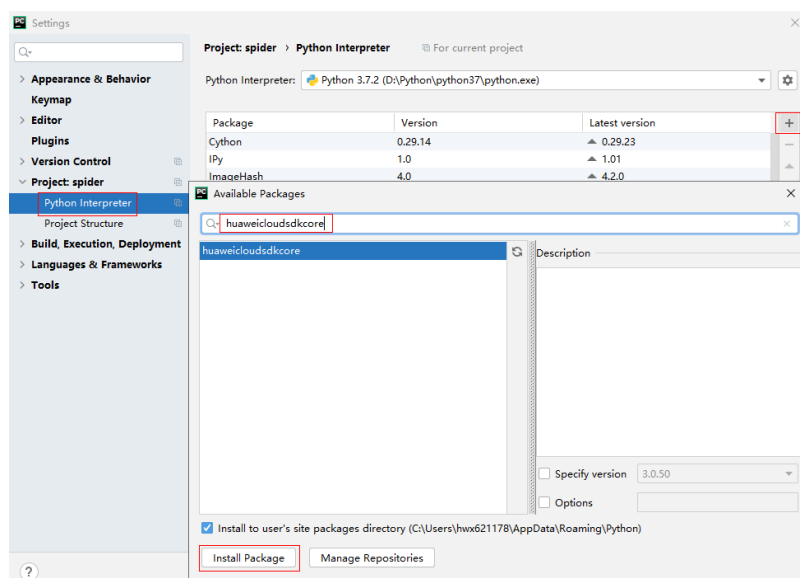 PC Settings
Project: spider › Python Interpreter For current project
Appearance & Behavior
Python Interpreter: Python 3.7.2 (D:\Python\python37\python.exe)
Keymap
Editor
Package Version Latest version +
Plugins
Cython 0.29.14 0.29.23
Version Control
IPy 1.0 1.01
Project: spider
ImageHash 4.0 4.2.0
Python Interpreter
PC Available Packages
Project Structure
huaweicloudsdkcore
Build, Execution, Deployment
huaweicloudsdkcore
Description
Languages & Frameworks
Tools
Specify version 3.0.50
Options
Install to user's site packages directory (C:\Users\hwx621178\AppData\Roaming\Python)
Install Package Manage Repositories
?